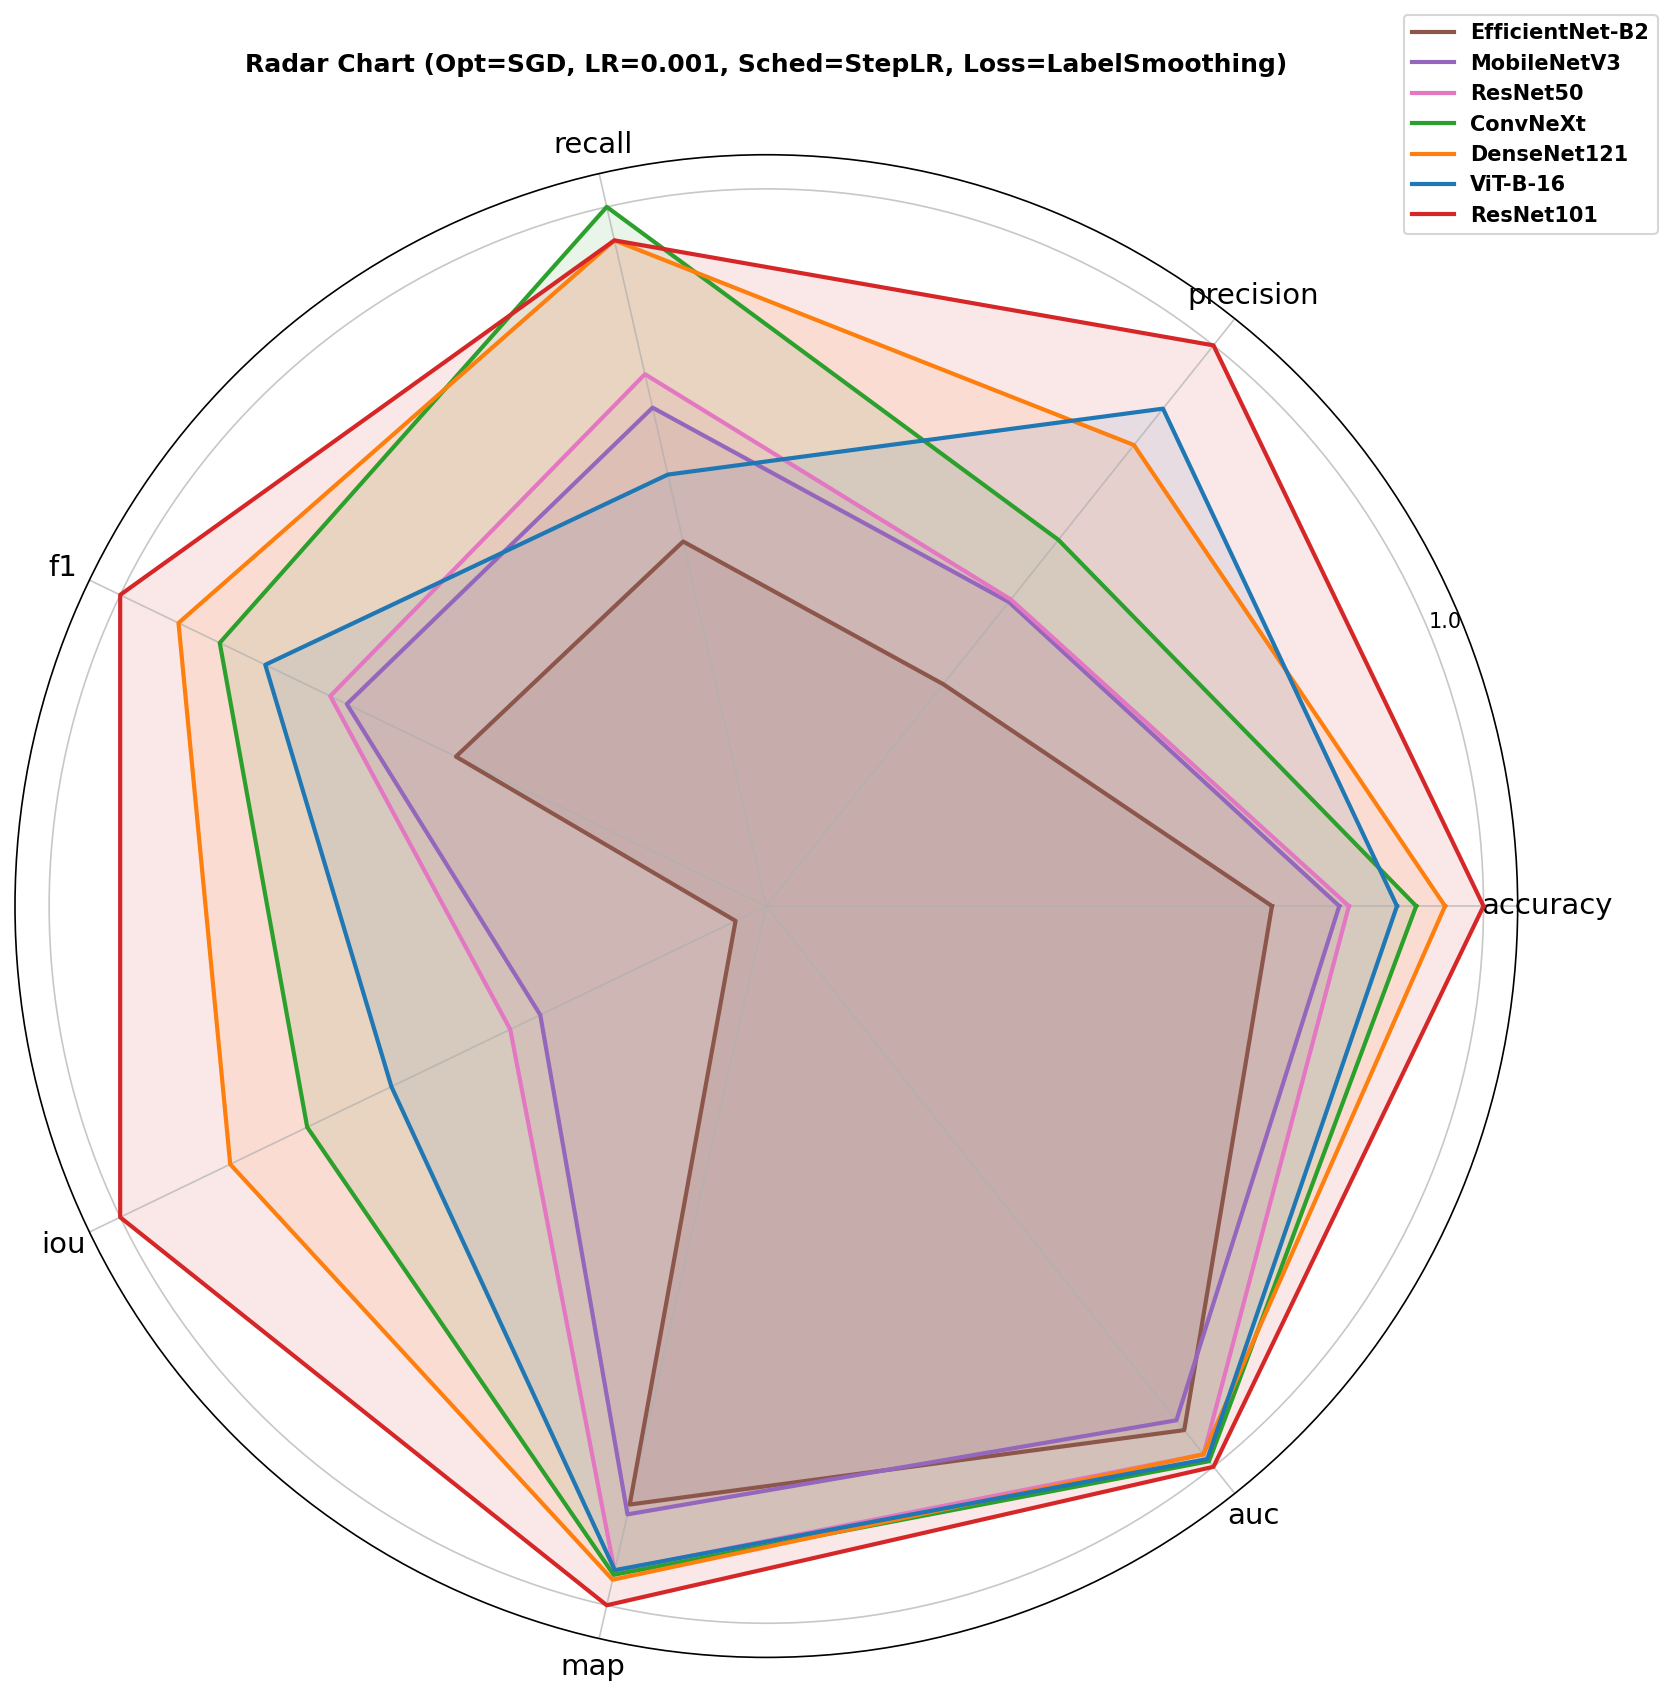 Radar Chart (Opt=SGD, LR=0.001, Sched=StepLR, Loss=LabelSmoothing)
EfficientNet-B2
MobileNetV3
ResNet50
ConvNeXt
DenseNet121
ViT-B-16
ResNet101
recall
precision
f1
1.0
accuracy
iou
auc
map